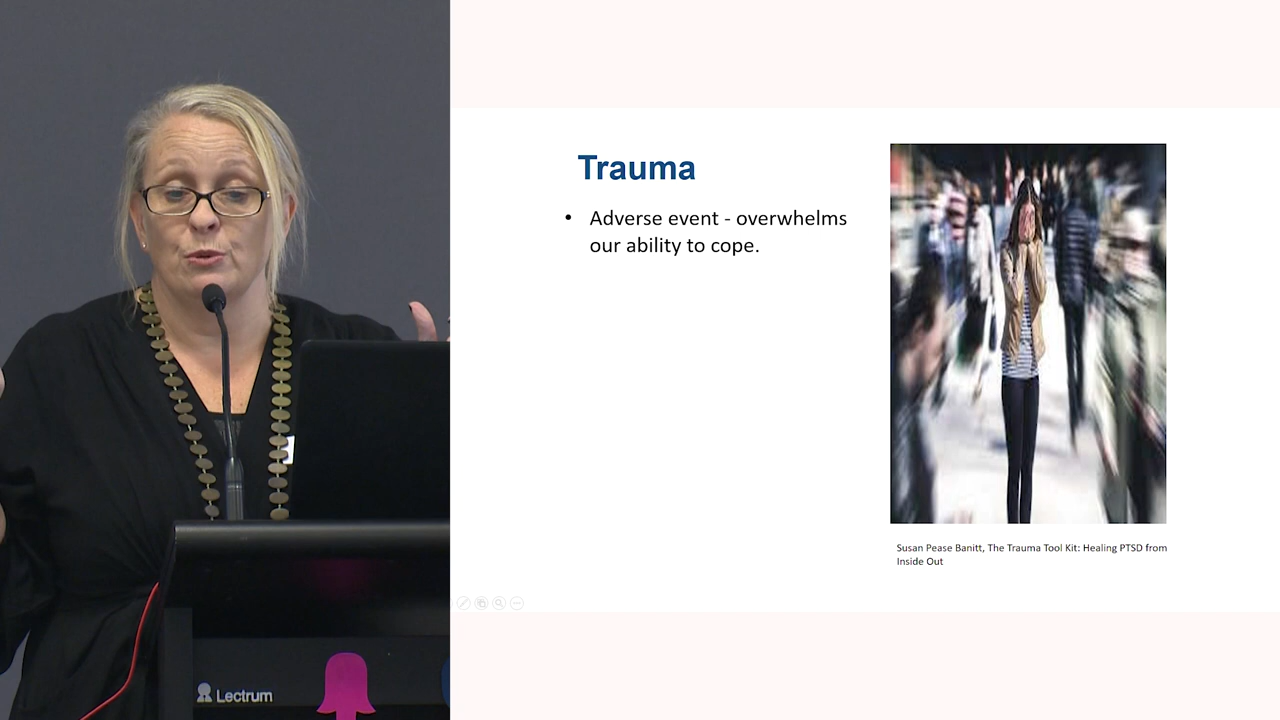 Trauma
• Adverse event - overwhelms
our ability to cope.
Susan Pease Banitt, The Trauma Tool Kit: Healing PTSD from
Inside Out
Lectrum